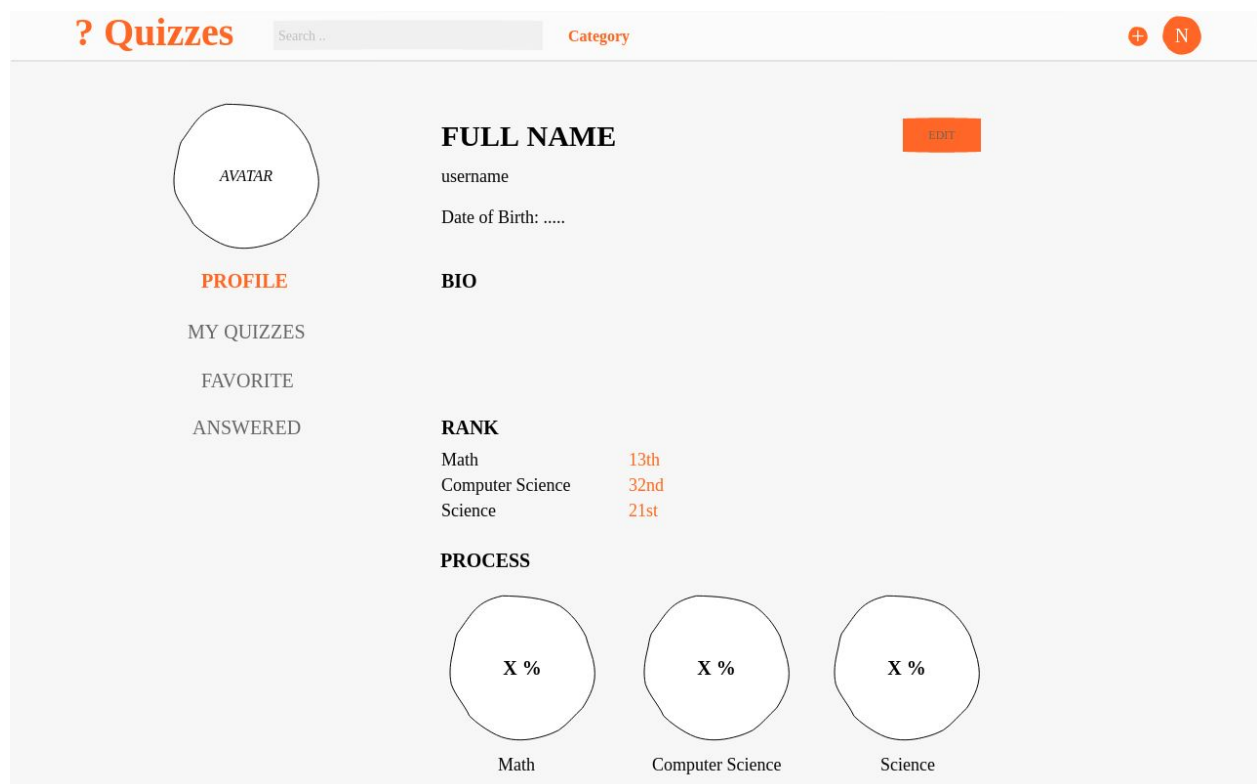 ? Quizzes
Search ..
Category
+
N
AVATAR
PROFILE
MY QUIZZES
FAVORITE
ANSWERED
FULL NAME
EDIT
username
Date of Birth: .....
BIO
RANK
Math 13th
Computer Science 32nd
Science 21st
PROCESS
X % X % X %
Math Computer Science Science